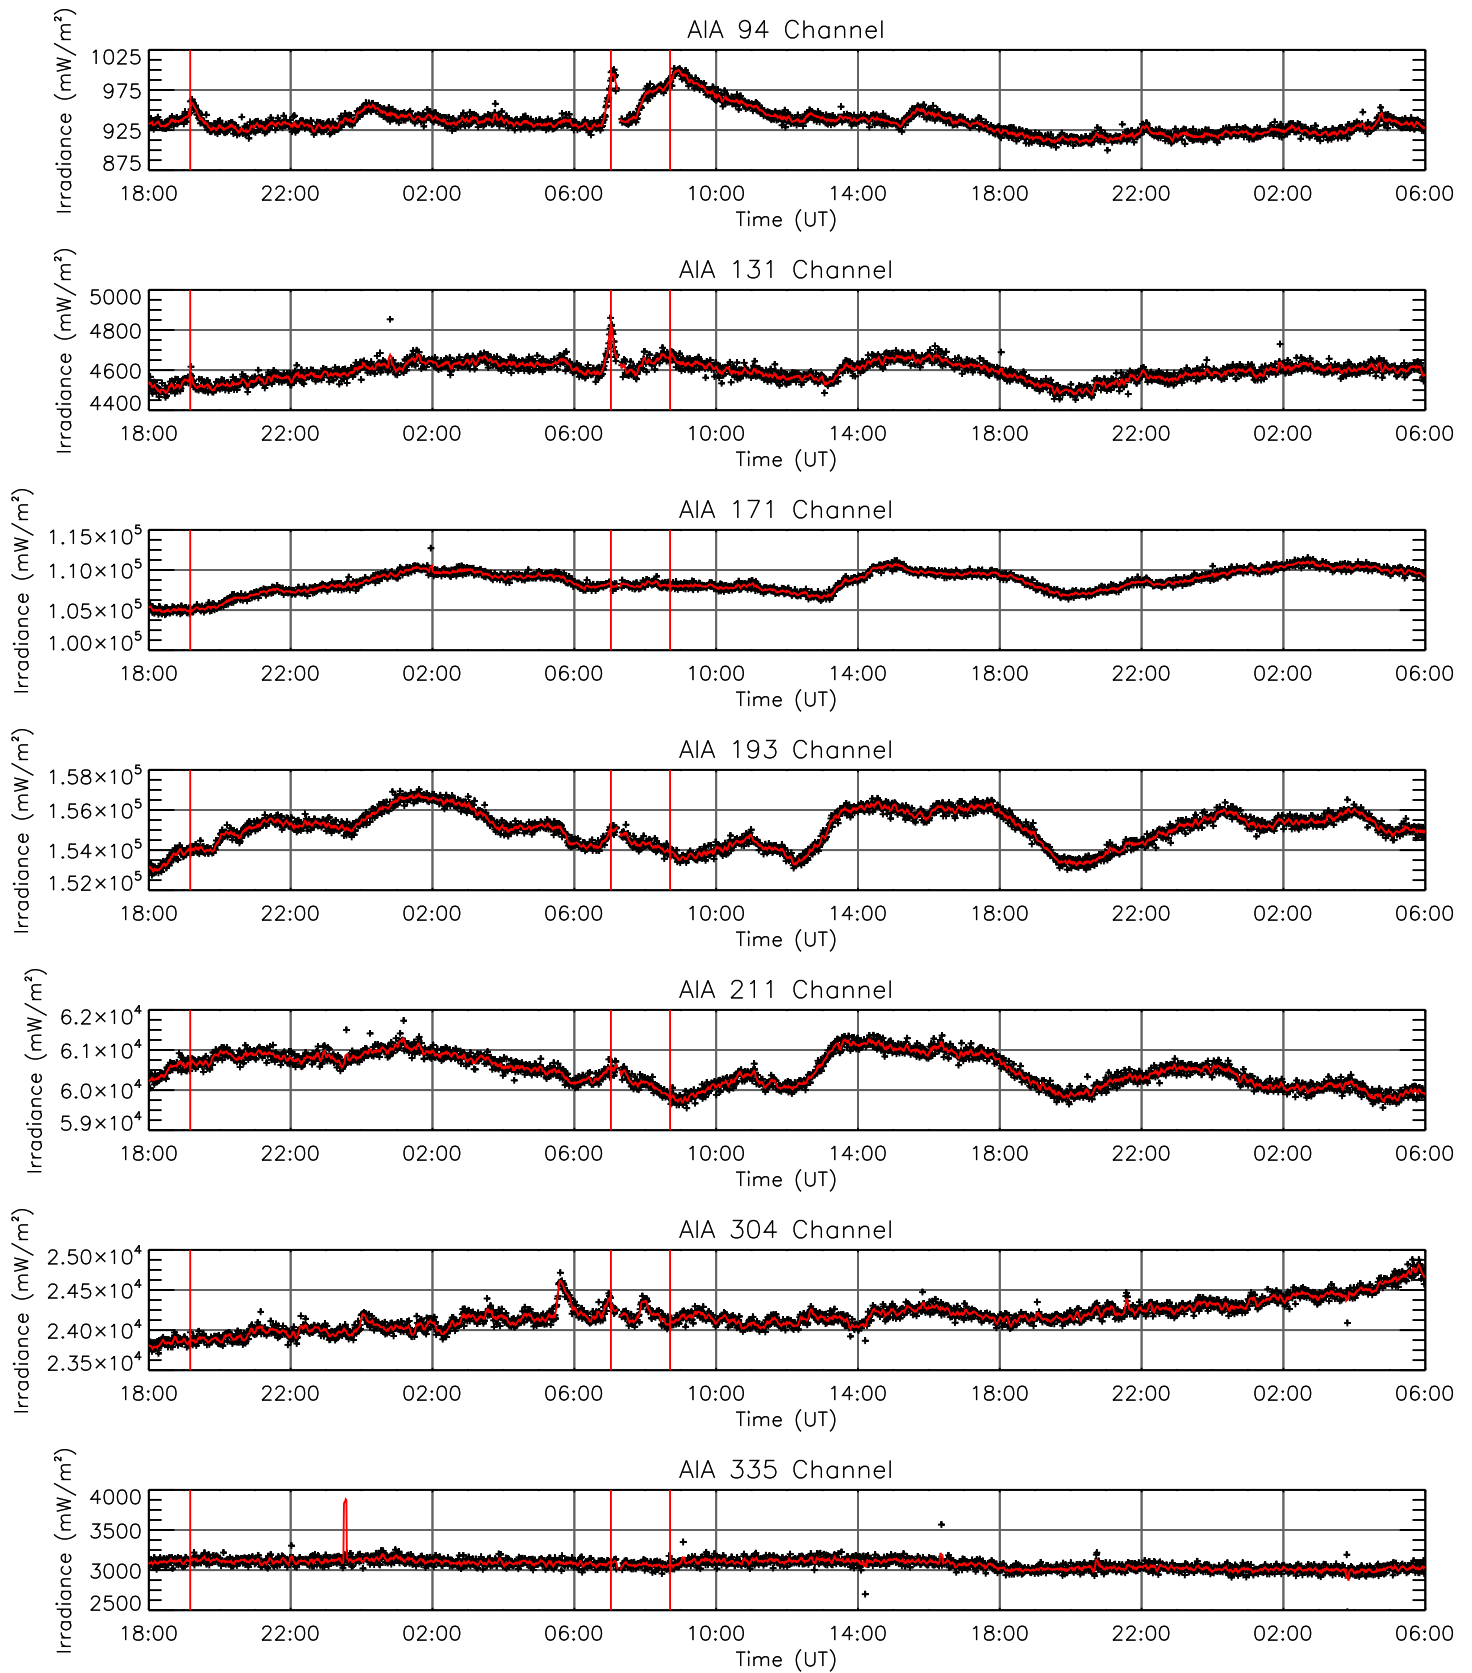 AIA 94 Channel
Irradiance (mW/m²)
1025
975
925
875
18:00 22:00 02:00 06:00 10:00 14:00 18:00 22:00 02:00 06:00
Time (UT)
AIA 131 Channel
Irradiance (mW/m²)
5000
4800
4600
4400
18:00 22:00 02:00 06:00 10:00 14:00 18:00 22:00 02:00 06:00
Time (UT)
AIA 171 Channel
Irradiance (mW/m²)
1.15×10⁵
1.10×10⁵
1.05×10⁵
1.00×10⁵
18:00 22:00 02:00 06:00 10:00 14:00 18:00 22:00 02:00 06:00
Time (UT)
AIA 193 Channel
Irradiance (mW/m²)
1.58×10⁵
1.56×10⁵
1.54×10⁵
1.52×10⁵
18:00 22:00 02:00 06:00 10:00 14:00 18:00 22:00 02:00 06:00
Time (UT)
AIA 211 Channel
Irradiance (mW/m²)
6.2×10⁴
6.1×10⁴
6.0×10⁴
5.9×10⁴
18:00 22:00 02:00 06:00 10:00 14:00 18:00 22:00 02:00 06:00
Time (UT)
AIA 304 Channel
Irradiance (mW/m²)
2.50×10⁴
2.45×10⁴
2.40×10⁴
2.35×10⁴
18:00 22:00 02:00 06:00 10:00 14:00 18:00 22:00 02:00 06:00
Time (UT)
AIA 335 Channel
Irradiance (mW/m²)
4000
3500
3000
2500
18:00 22:00 02:00 06:00 10:00 14:00 18:00 22:00 02:00 06:00
Time (UT)